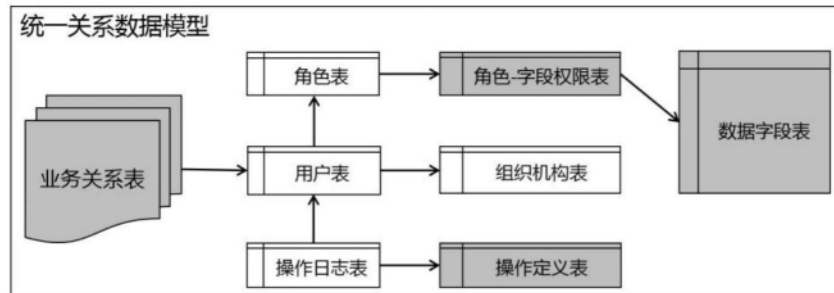 统一关系数据模型
角色表
角色-字段权限表
数据字段表
业务关系表
用户表
组织机构表
操作日志表
操作定义表